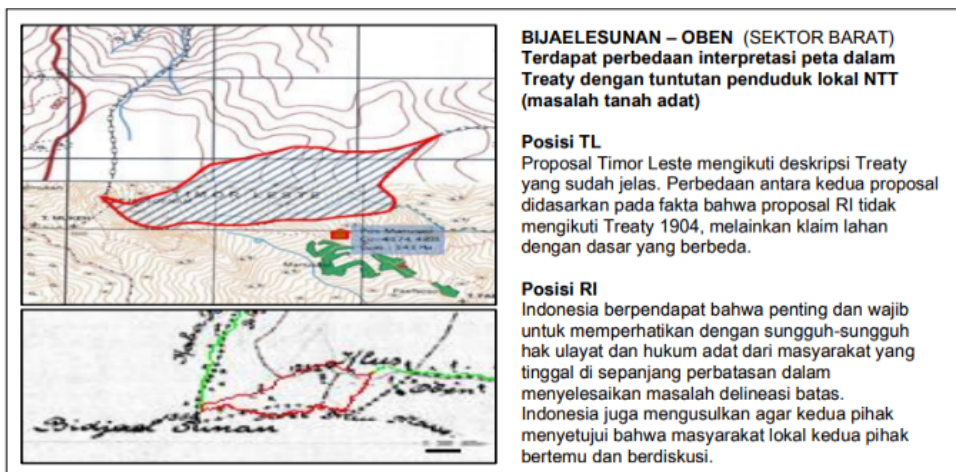 BIJAELESUNAN – OBEN (SEKTOR BARAT)
Terdapat perbedaan interpretasi peta dalam
Treaty dengan tuntutan penduduk lokal NTT
(masalah tanah adat)
Posisi TL
Proposal Timor Leste mengikuti deskripsi Treaty
yang sudah jelas. Perbedaan antara kedua proposal
didasarkan pada fakta bahwa proposal RI tidak
mengikuti Treaty 1904, melainkan klaim lahan
dengan dasar yang berbeda.
Posisi RI
Indonesia berpendapat bahwa penting dan wajib
untuk memperhatikan dengan sungguh-sungguh
hak ulayat dan hukum adat dari masyarakat yang
tinggal di sepanjang perbatasan dalam
menyelesaikan masalah delineasi batas.
Indonesia juga mengusulkan agar kedua pihak
menyetujui bahwa masyarakat lokal kedua pihak
bertemu dan berdiskusi.
TIMOR LESTE
Bidjael Sunan